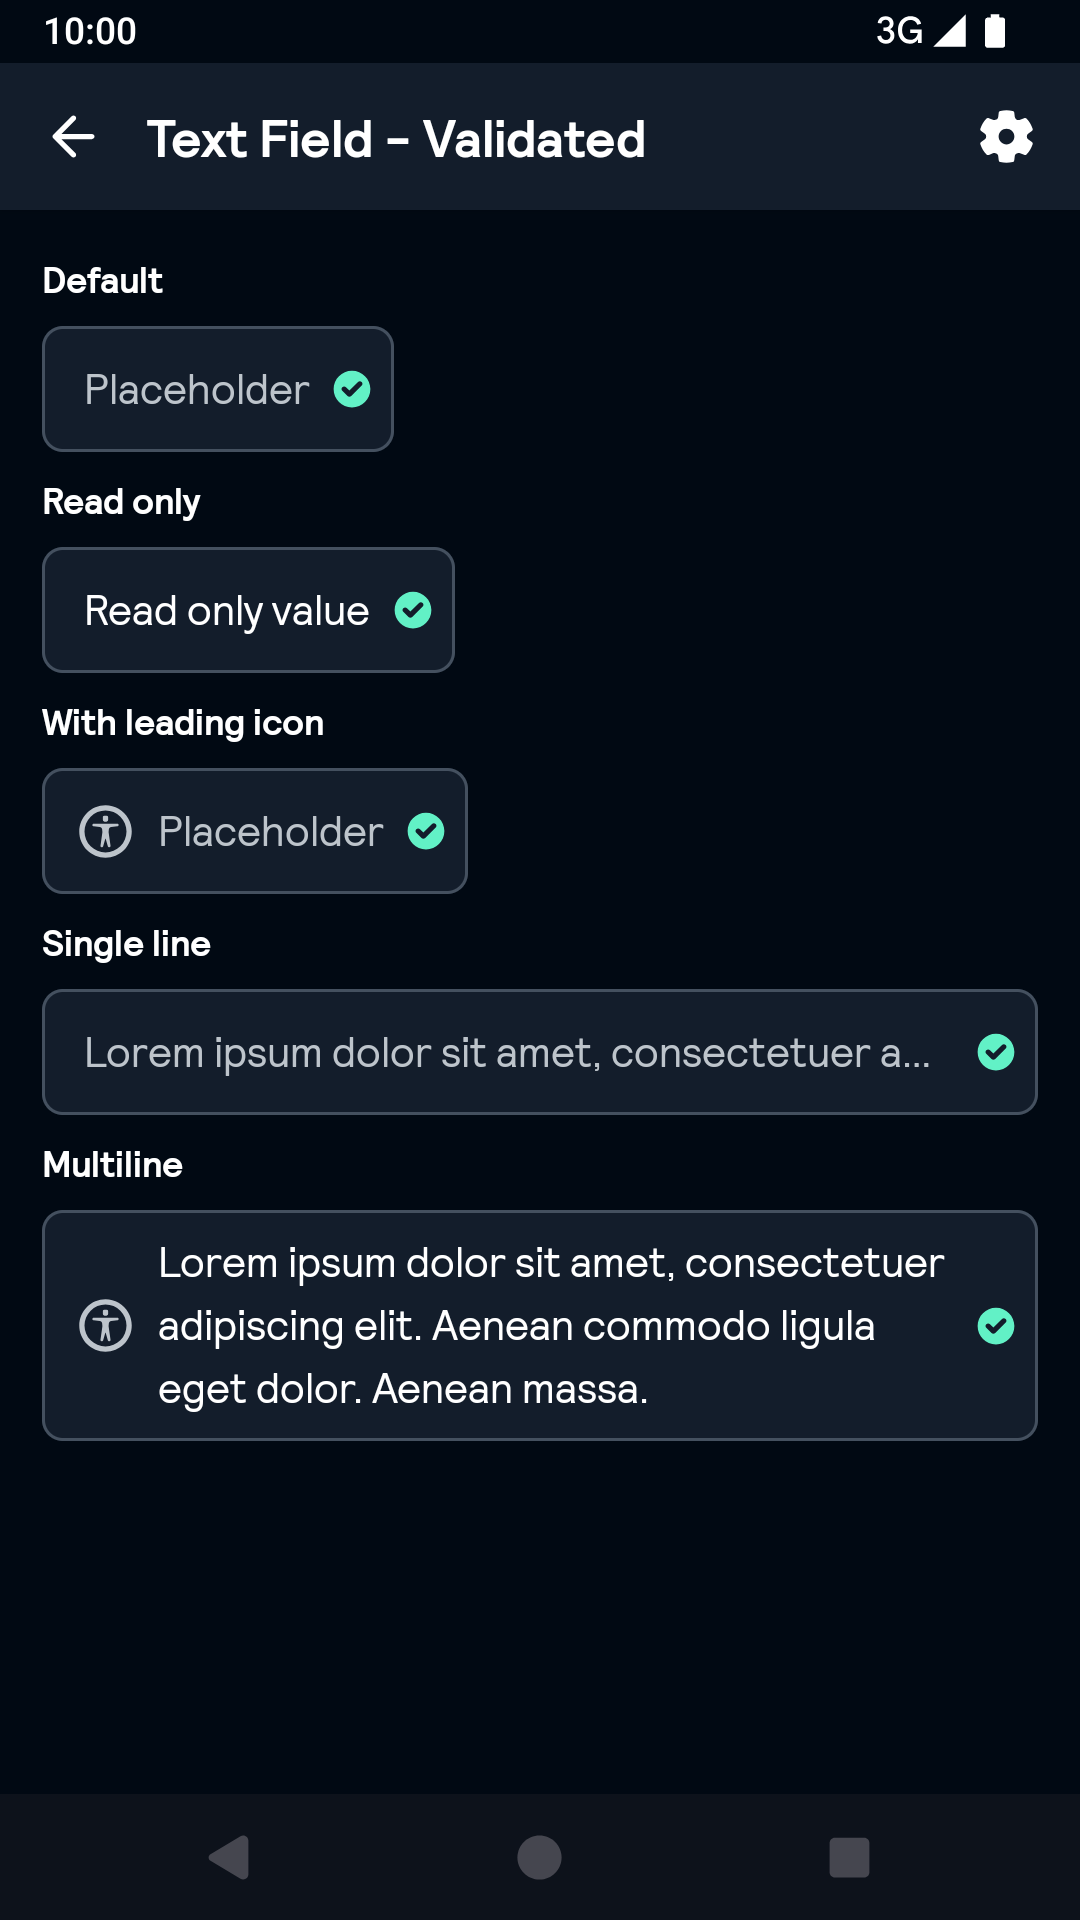 10:00
3G
Text Field - Validated
Default
Placeholder
Read only
Read only value
With leading icon
Placeholder
Single line
Lorem ipsum dolor sit amet, consectetuer a...
Multiline
Lorem ipsum dolor sit amet, consectetuer
adipiscing elit. Aenean commodo ligula
eget dolor. Aenean massa.